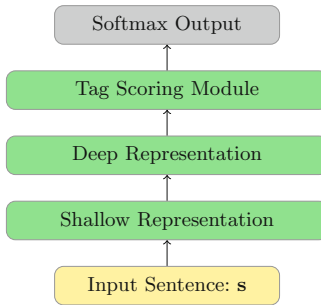 Softmax Output
Tag Scoring Module
Deep Representation
Shallow Representation
Input Sentence: s